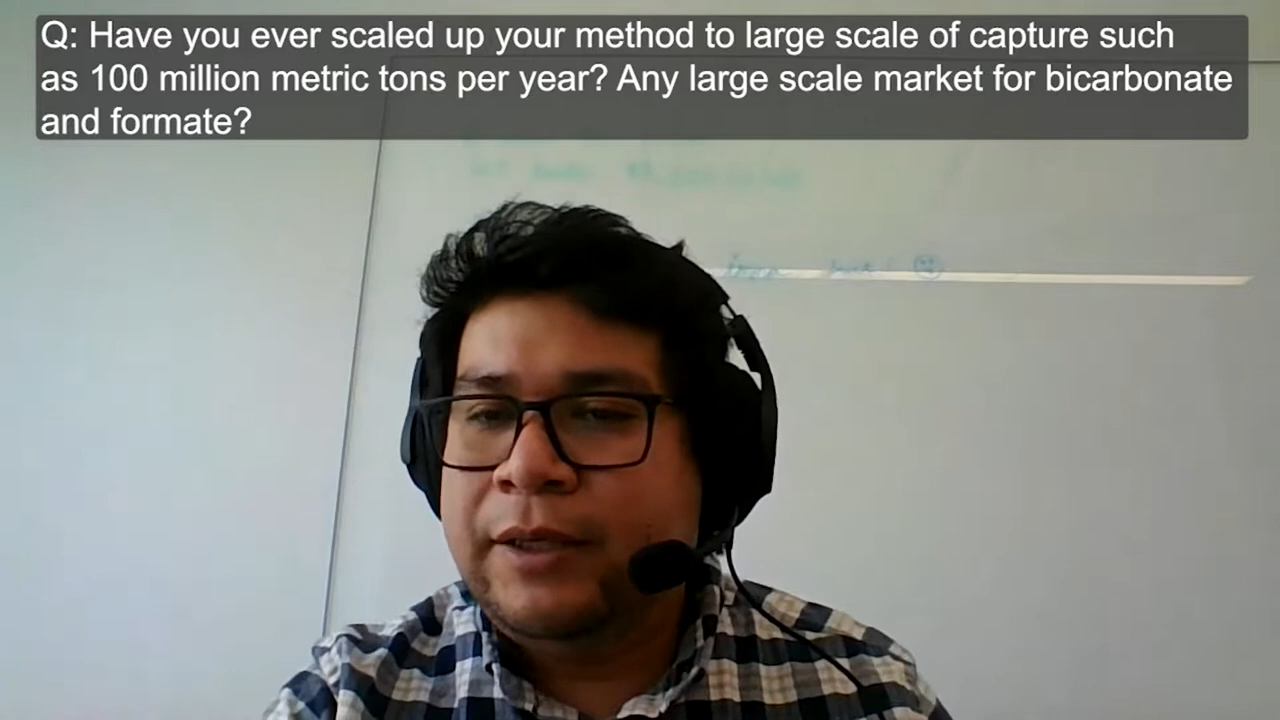 Q: Have you ever scaled up your method to large scale of capture such
as 100 million metric tons per year? Any large scale market for bicarbonate
and formate?